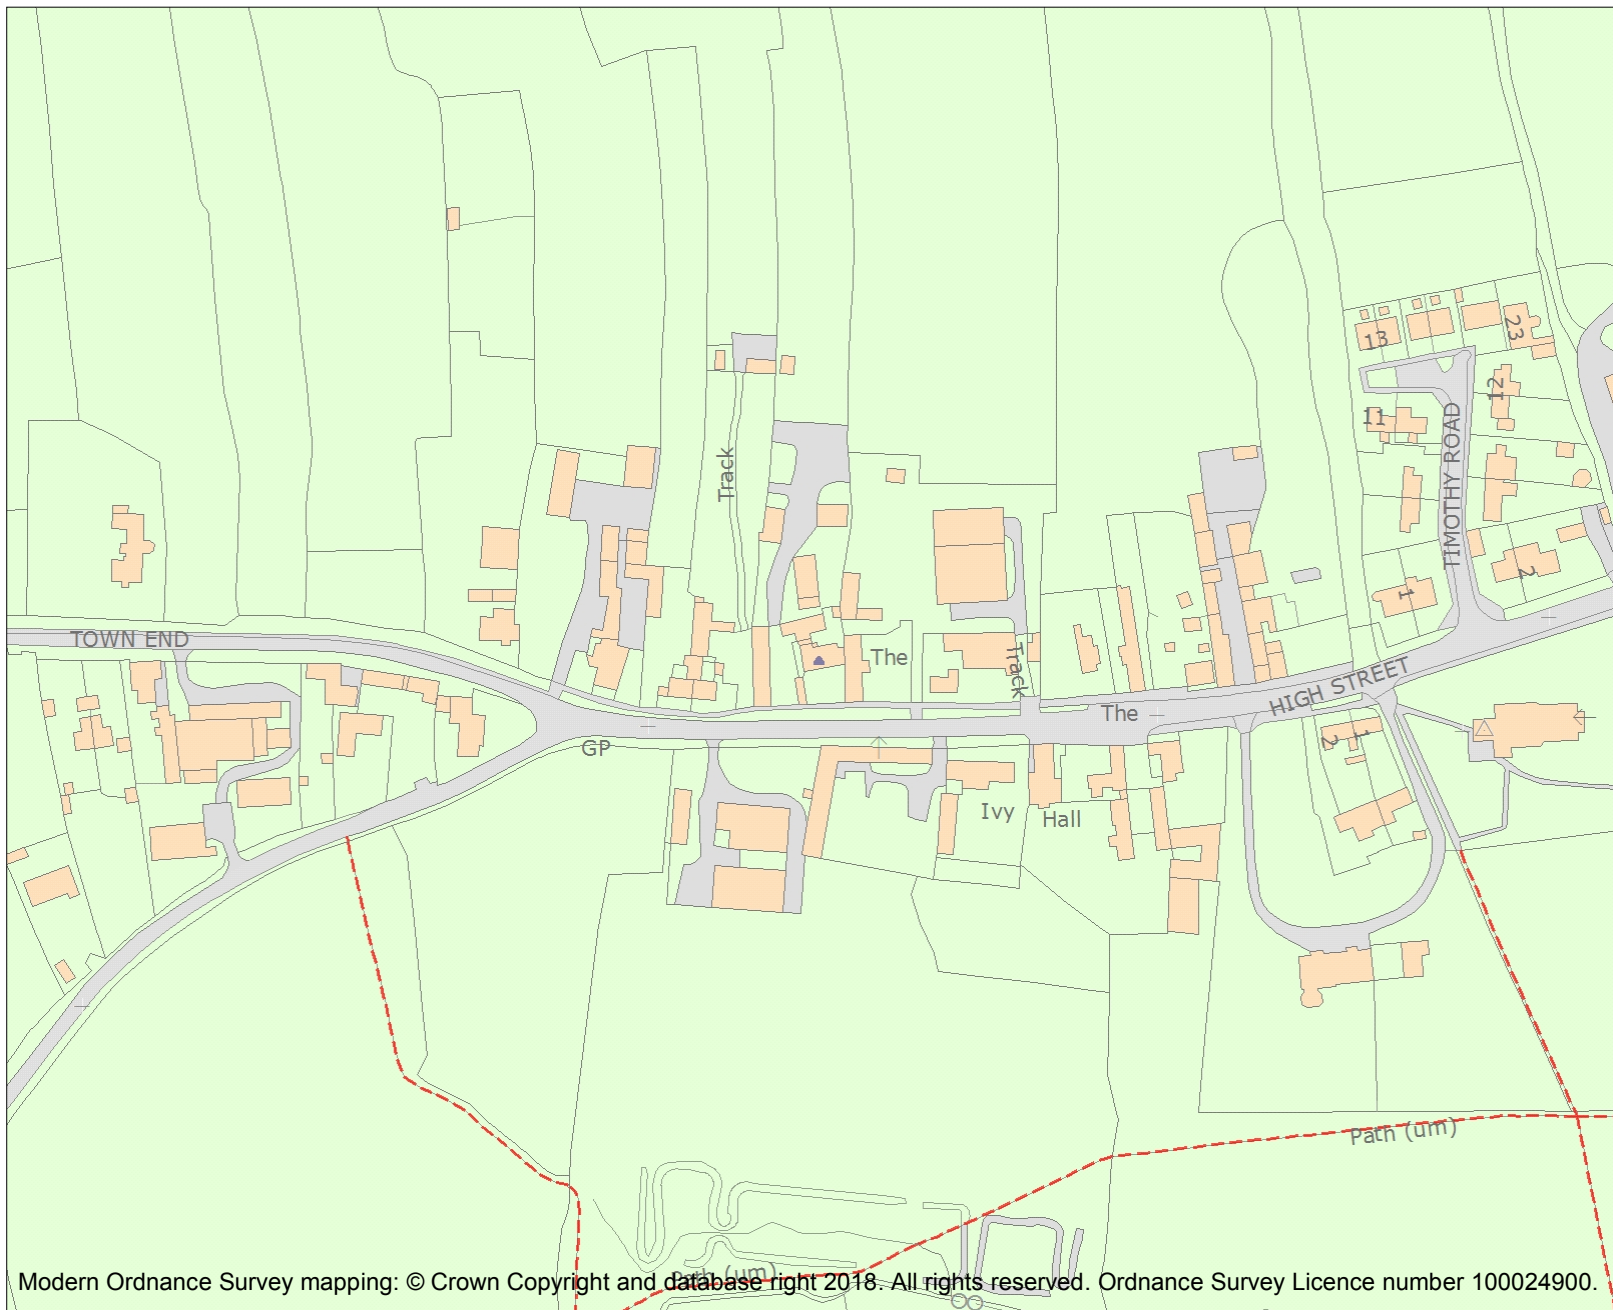 23
13
12
11
TIMOTHY ROAD
Track
2
1
TOWN END
The
Track
HIGH STREET
The
GP
1
2
Ivy
Hall
Path (um)
Path (um)
Modern Ordnance Survey mapping: © Crown Copyright and database right 2018. All rights reserved. Ordnance Survey Licence number 100024900.